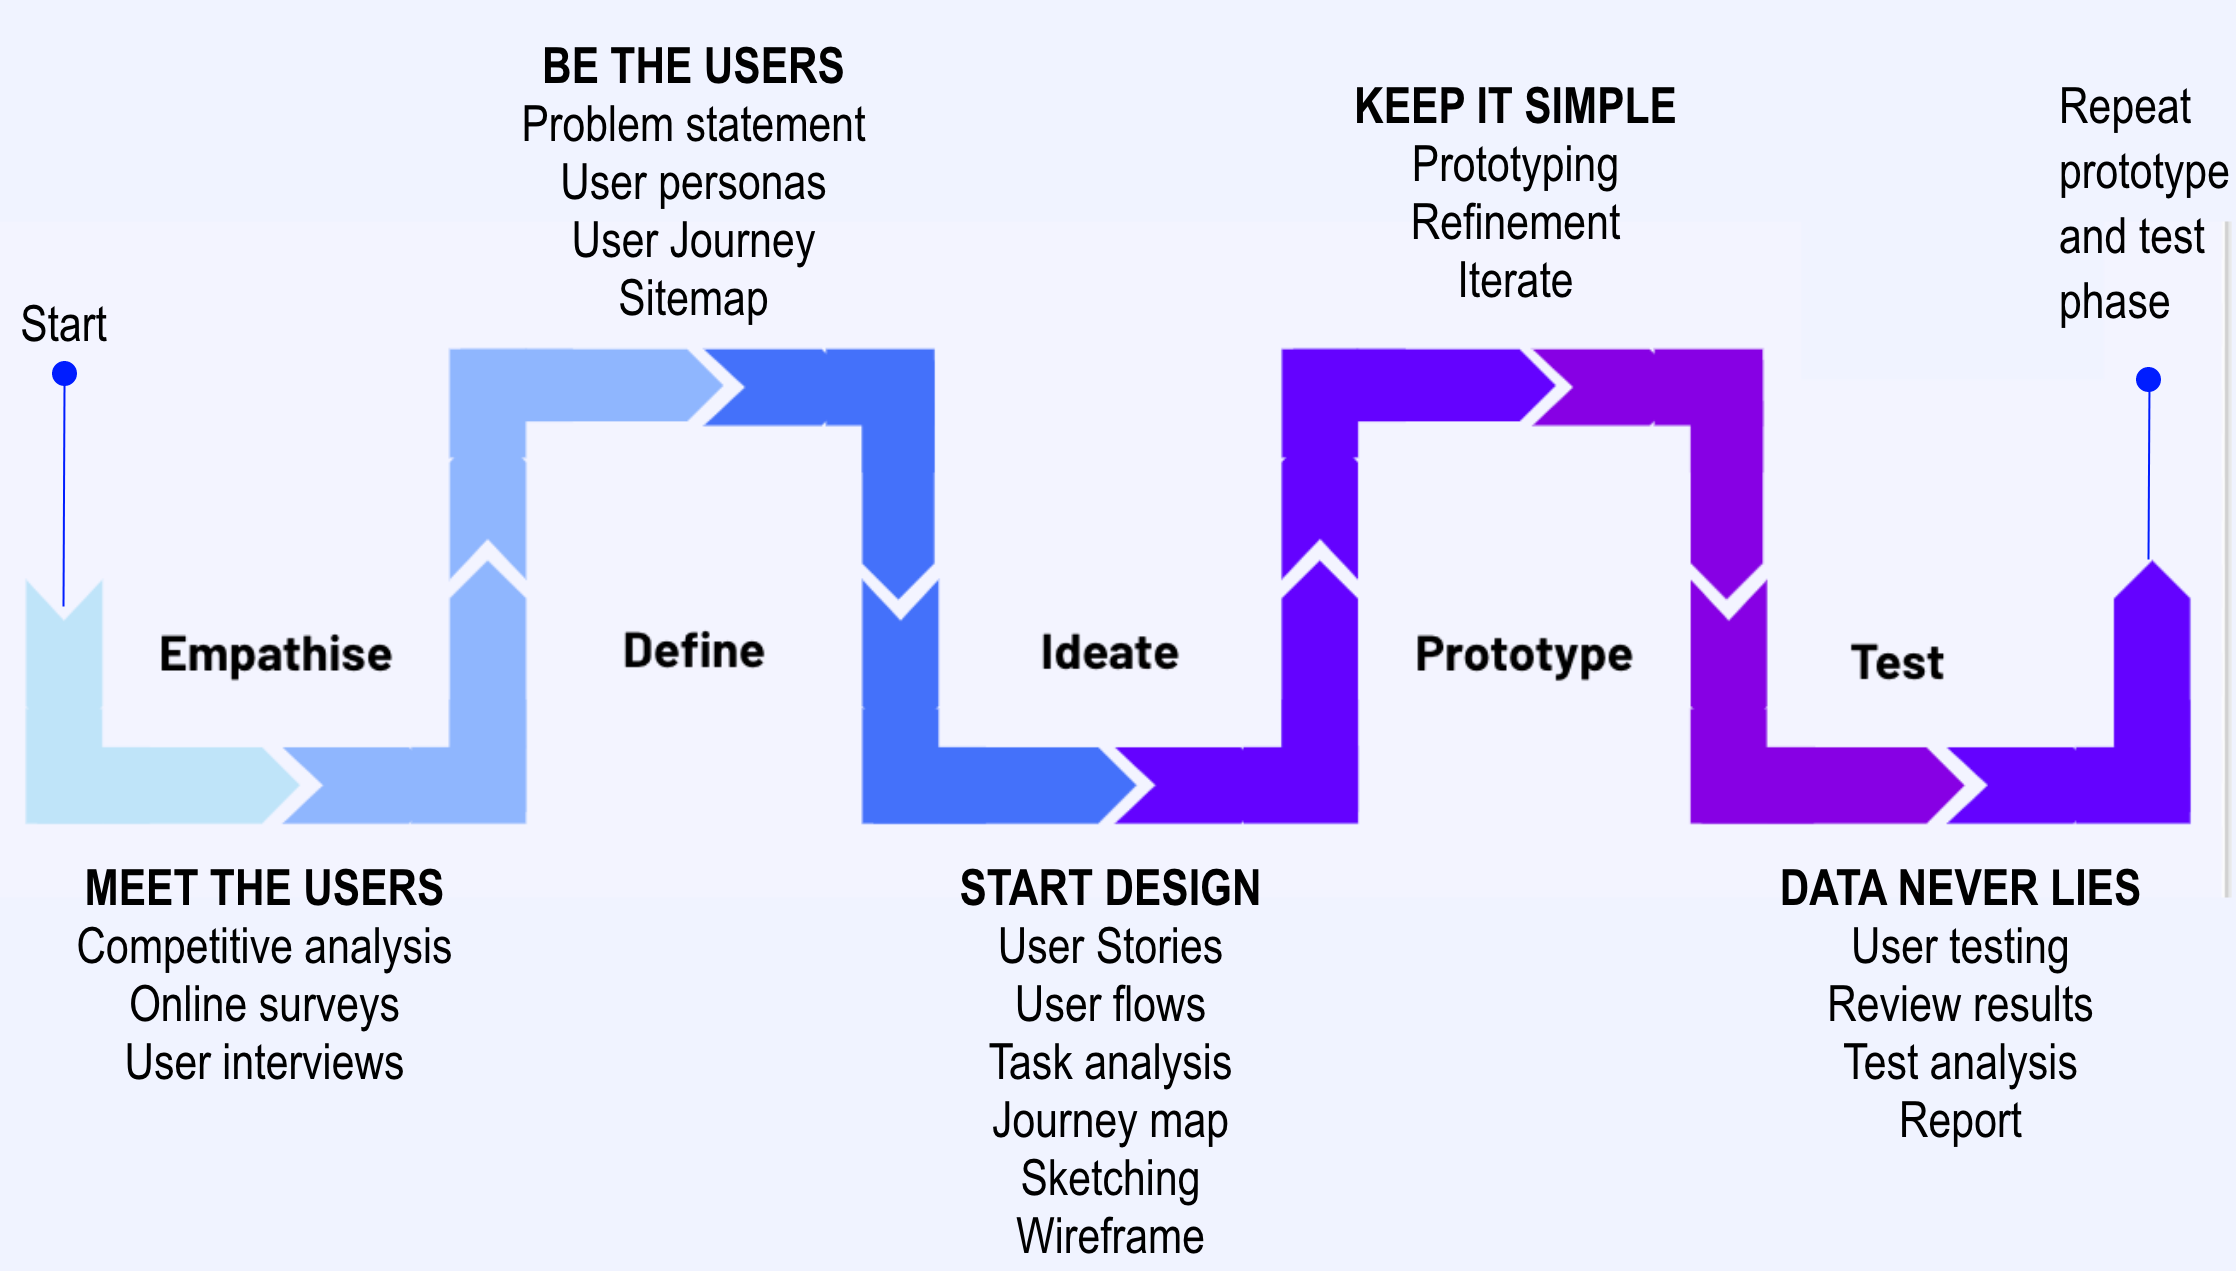 Start
Empathise
MEET THE USERS
Competitive analysis
Online surveys
User interviews
BE THE USERS
Problem statement
User personas
User Journey
Sitemap
Define
Ideate
START DESIGN
User Stories
User flows
Task analysis
Journey map
Sketching
Wireframe
KEEP IT SIMPLE
Prototyping
Refinement
Iterate
Prototype
Test
DATA NEVER LIES
User testing
Review results
Test analysis
Report
Repeat
prototype
and test
phase